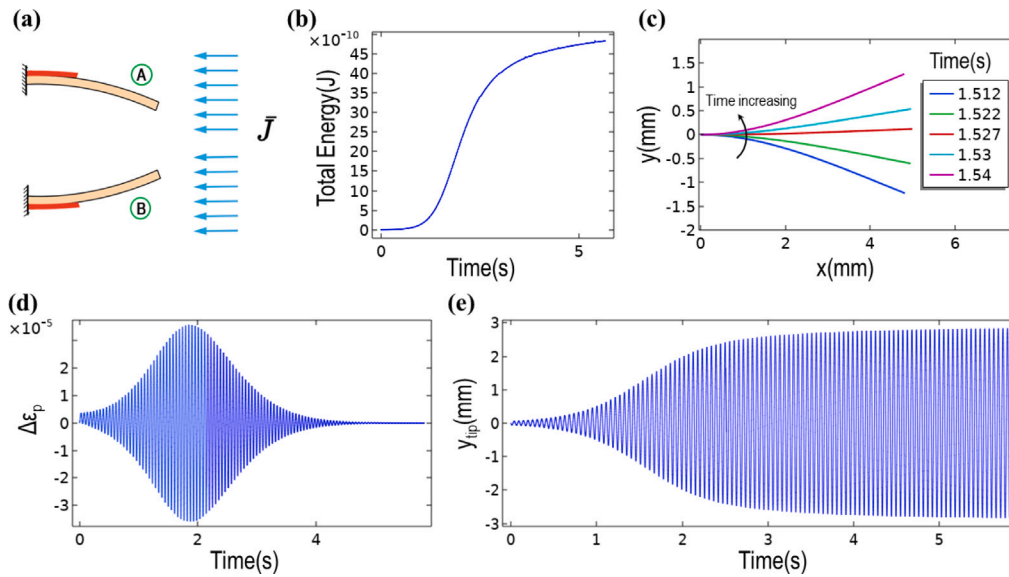 (a)
A
B
J̄
(b)
×10⁻¹⁰
Total Energy(J)
45
40
35
30
25
20
15
10
5
0
0
5
Time(s)
(c)
y(mm)
1.5
1
0.5
0
-0.5
-1
-1.5
-2
Time increasing
0
2
4
6
x(mm)
Time(s)
1.512
1.522
1.527
1.53
1.54
(d)
×10⁻⁵
Δε_p
2
1
0
-1
-2
-3
0
2
4
Time(s)
(e)
y_tip(mm)
3
2
1
0
-1
-2
-3
0
1
2
3
4
5
Time(s)